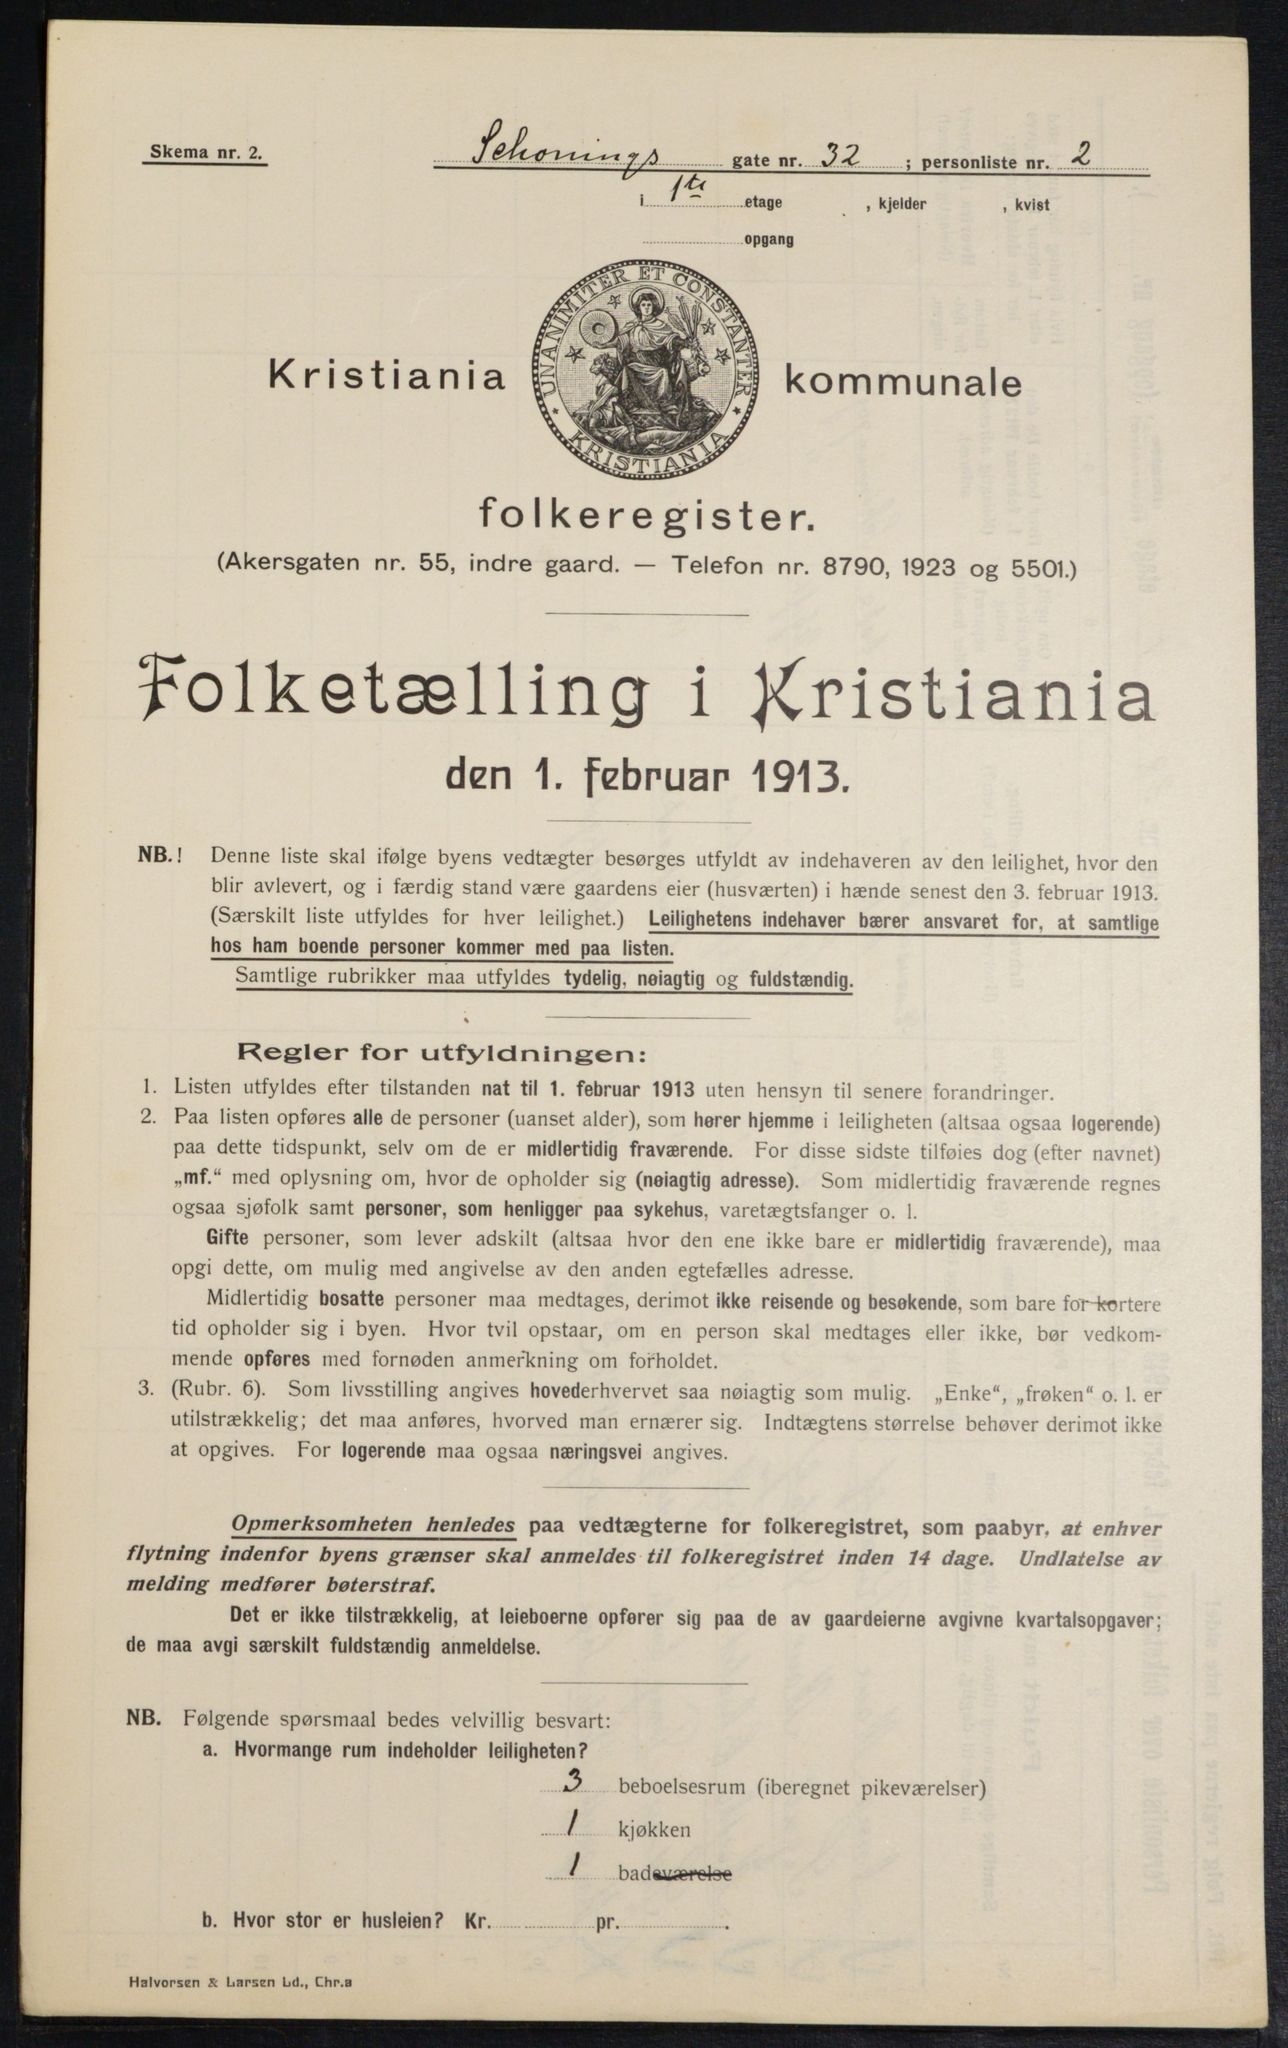 Skema nr. 2.
Schonings gate nr. 32 ; personliste nr. 2
i 1te etage , kjelder , kvist
opgang
UNANIMITER ET CONSTANTER
KRISTIANIA
Kristiania kommunale
folkeregister.
(Akersgaten nr. 55, indre gaard. — Telefon nr. 8790, 1923 og 5501.)
Folketælling i Kristiania
den 1. februar 1913.
NB.! Denne liste skal ifølge byens vedtægter besørges utfyldt av indehaveren av den leilighet, hvor den
blir avlevert, og i færdig stand være gaardens eier (husværten) i hænde senest den 3. februar 1913.
(Særskilt liste utfyldes for hver leilighet.) Leilighetens indehaver bærer ansvaret for, at samtlige
hos ham boende personer kommer med paa listen.
Samtlige rubrikker maa utfyldes tydelig, nøiagtig og fuldstændig.
Regler for utfyldningen:
1. Listen utfyldes efter tilstanden nat til 1. februar 1913 uten hensyn til senere forandringer.
2. Paa listen opføres alle de personer (uanset alder), som hører hjemme i leiligheten (altsaa ogsaa logerende)
paa dette tidspunkt, selv om de er midlertidig fraværende. For disse sidste tilføies dog (efter navnet)
„mf.“ med oplysning om, hvor de opholder sig (nøiagtig adresse). Som midlertidig fraværende regnes
ogsaa sjøfolk samt personer, som henligger paa sykehus, varetægtsfanger o. l.
Gifte personer, som lever adskilt (altsaa hvor den ene ikke bare er midlertidig fraværende), maa
opgi dette, om mulig med angivelse av den anden egtefælles adresse.
Midlertidig bosatte personer maa medtages, derimot ikke reisende og besøkende, som bare for kortere
tid opholder sig i byen. Hvor tvil opstaar, om en person skal medtages eller ikke, bør vedkom-
mende opføres med fornøden anmerkning om forholdet.
3. (Rubr. 6). Som livsstilling angives hovederhvervet saa nøiagtig som mulig. „Enke“, „frøken“ o. l. er
utilstrækkelig; det maa anføres, hvorved man ernærer sig. Indtægtens størrelse behøver derimot ikke
at opgives. For logerende maa ogsaa næringsvei angives.
Opmerksomheten henledes paa vedtægterne for folkeregistret, som paabyr, at enhver
flytning indenfor byens grænser skal anmeldes til folkeregistret inden 14 dage. Undlatelse av
melding medfører bøterstraf.
Det er ikke tilstrækkelig, at leieboerne opfører sig paa de av gaardeierne avgivne kvartalsopgaver;
de maa avgi særskilt fuldstændig anmeldelse.
NB. Følgende spørsmaal bedes velvillig besvart:
a. Hvormange rum indeholder leiligheten?
3 beboelsesrum (iberegnet pikeværelser)
1 kjøkken
1 badeværelse
b. Hvor stor er husleien? Kr. pr. .
Halvorsen & Larsen Ld., Chr.a